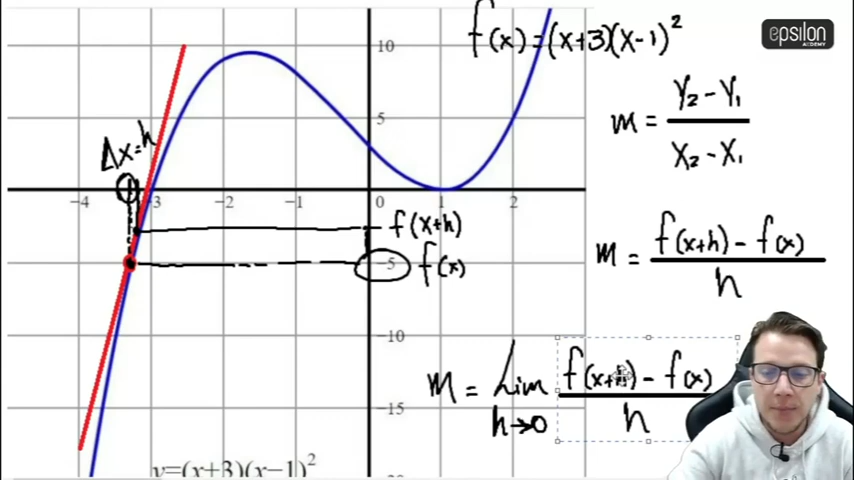 f(x)=(x+3)(x-1)²
epsilon
ACADEMY
10
m = Y₂-Y₁
X₂-X₁
5
Δx=h
-4 -3 -2 -1 0 1 2
f(x+h)
-5 f(x)
m = f(x+h)-f(x)
h
-10
m = Lim f(x+h)-f(x)
h→0 h
-15
y=(x+3)(x-1)²